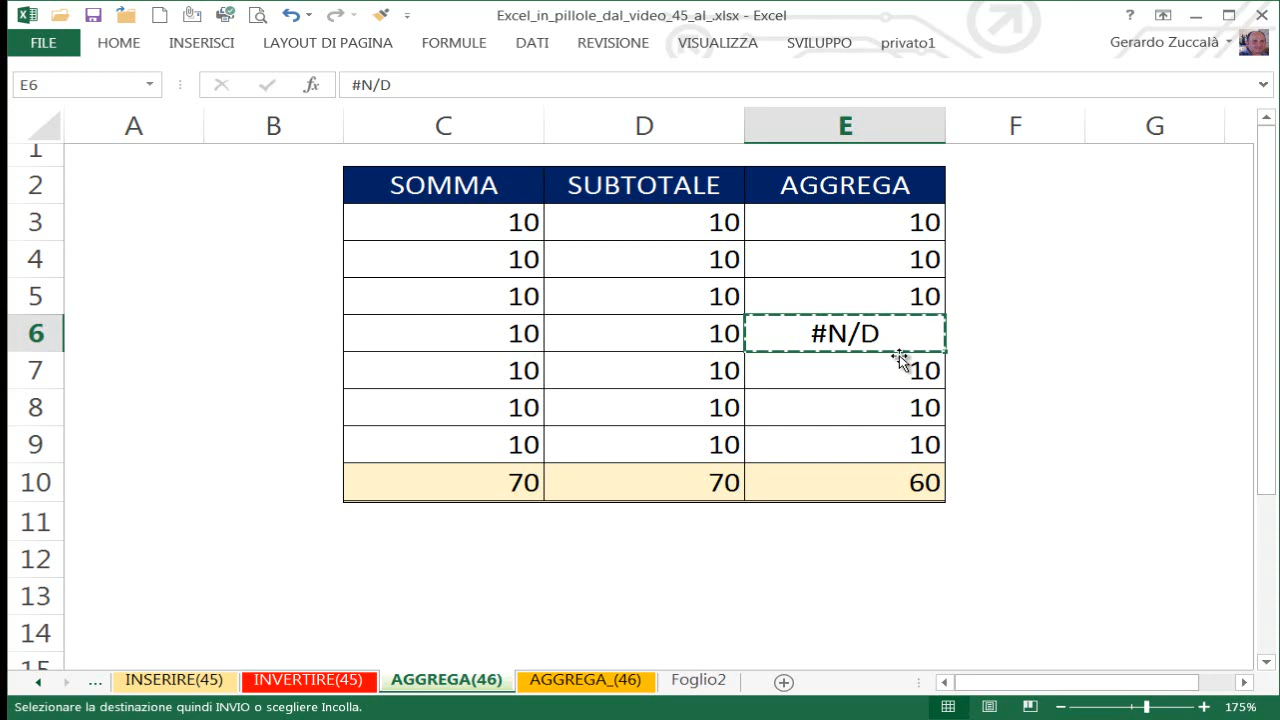 Excel_in_pillole_dal_video_45_al_.xlsx - Excel
?
FILE HOME INSERISCI LAYOUT DI PAGINA FORMULE DATI REVISIONE VISUALIZZA SVILUPPO privato1 Gerardo Zuccalà
E6 fx #N/D
A B C D E F G
1
2 SOMMA SUBTOTALE AGGREGA
3 10 10 10
4 10 10 10
5 10 10 10
6 10 10 #N/D
7 10 10 10
8 10 10 10
9 10 10 10
10 70 70 60
11
12
13
14
15
... INSERIRE(45) INVERTIRE(45) AGGREGA(46) AGGREGA_(46) Foglio2
Selezionare la destinazione quindi INVIO o scegliere Incolla. 175%